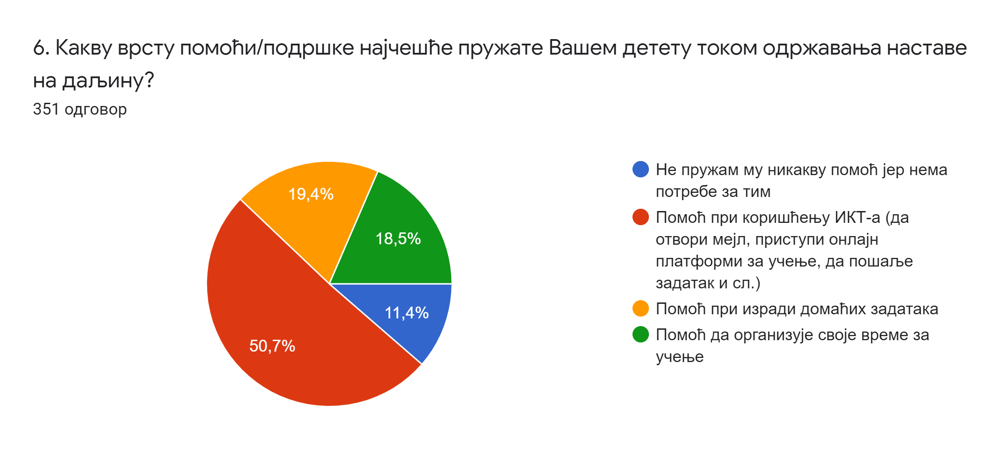 6. Какву врсту помоћи/подршке најчешће пружате Вашем детету током одржавања наставе
на даљину?
351 одговор
19,4%
18,5%
11,4%
50,7%
Не пружам му никакву помоћ јер нема
потребе за тим
Помоћ при коришћењу ИКТ-а (да
отвори мејл, приступи онлајн
платформи за учење, да пошаље
задатак и сл.)
Помоћ при изради домаћих задатака
Помоћ да организује своје време за
учење